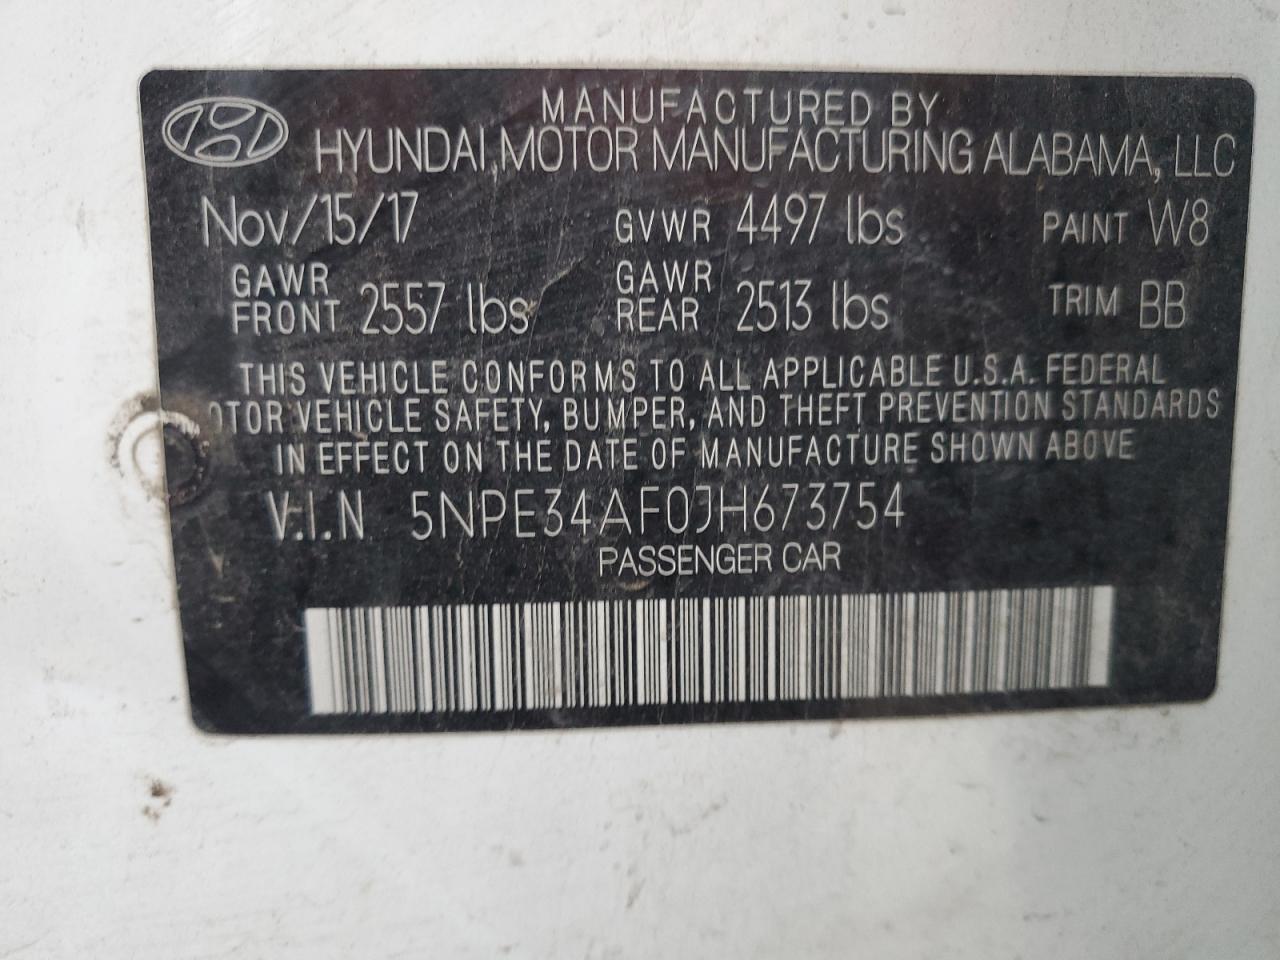 MANUFACTURED BY
HYUNDAI MOTOR MANUFACTURING ALABAMA, LLC
Nov/15/17 GVWR 4497 lbs PAINT W8
GAWR FRONT 2557 lbs GAWR REAR 2513 lbs TRIM BB
THIS VEHICLE CONFORMS TO ALL APPLICABLE U.S.A. FEDERAL
OTOR VEHICLE SAFETY, BUMPER, AND THEFT PREVENTION STANDARDS
IN EFFECT ON THE DATE OF MANUFACTURE SHOWN ABOVE
V.I.N 5NPE34AF0JH673754
PASSENGER CAR